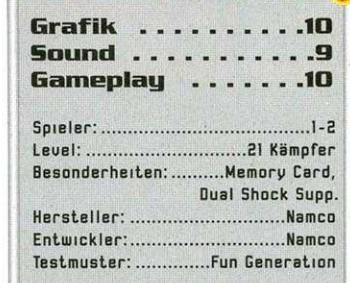 Grafik ..........10
Sound ............9
Gameplay .......10
Spieler: ..........................................1-2
Level: ...........................21 Kämpfer
Besonderheiten: ..........Memory Card,
Dual Shock Supp.
Hersteller: ...............................Namco
Entwickler:...............................Namco
Testmuster: .............Fun Generation